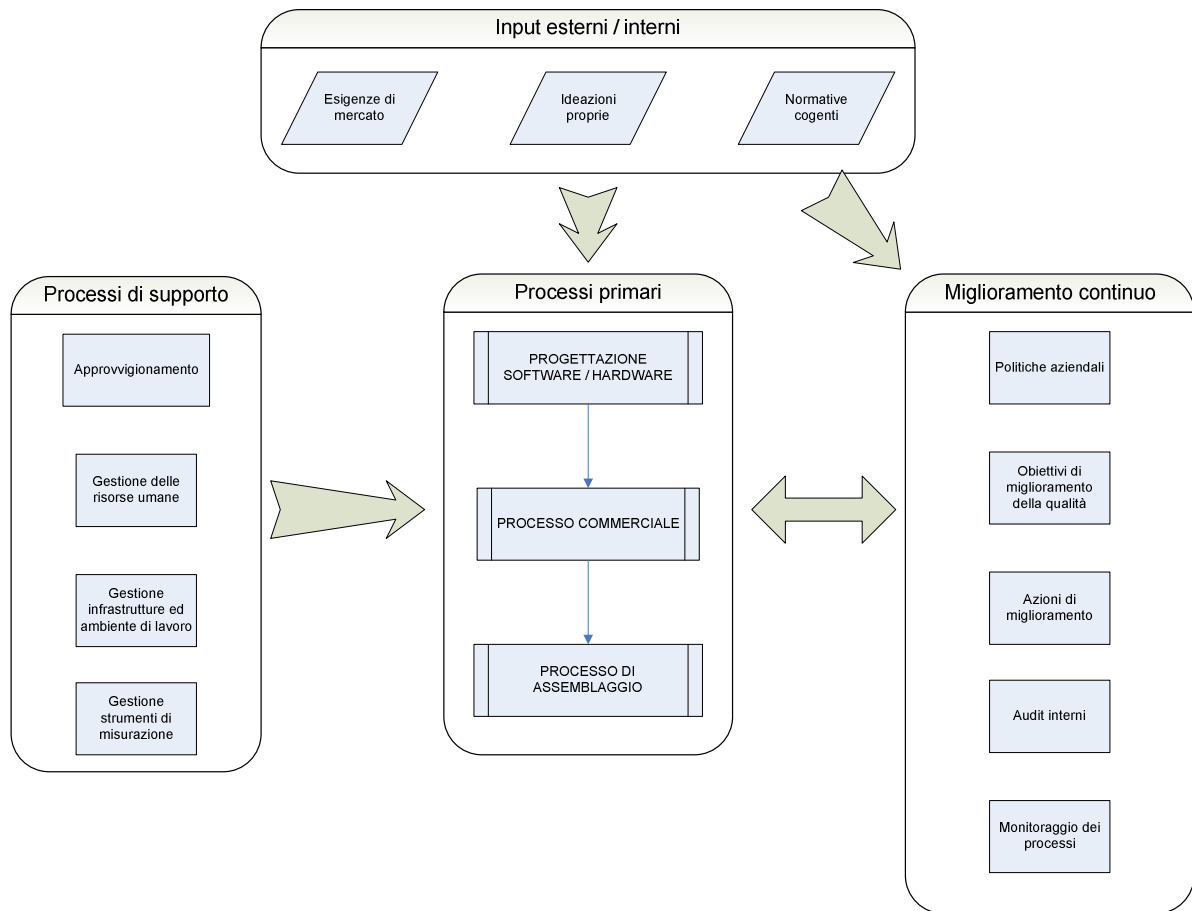 Input esterni / interni
Esigenze di
mercato
Ideazioni
proprie
Normative
cogenti
Processi di supporto
Approvvigionamento
Gestione delle
risorse umane
Gestione
infrastrutture ed
ambiente di lavoro
Gestione
strumenti di
misurazione
Processi primari
PROGETTAZIONE
SOFTWARE / HARDWARE
PROCESSO COMMERCIALE
PROCESSO DI
ASSEMBLAGGIO
Miglioramento continuo
Politiche aziendali
Obiettivi di
miglioramento
della qualità
Azioni di
miglioramento
Audit interni
Monitoraggio dei
processi